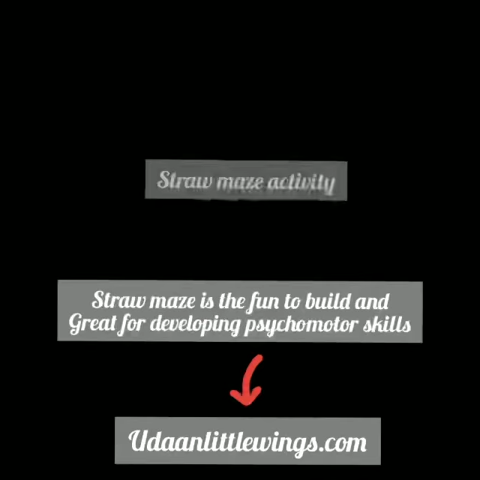 Straw maze activity
Straw maze is the fun to build and
Great for developing psychomotor skills
Udaanlittlewings.com